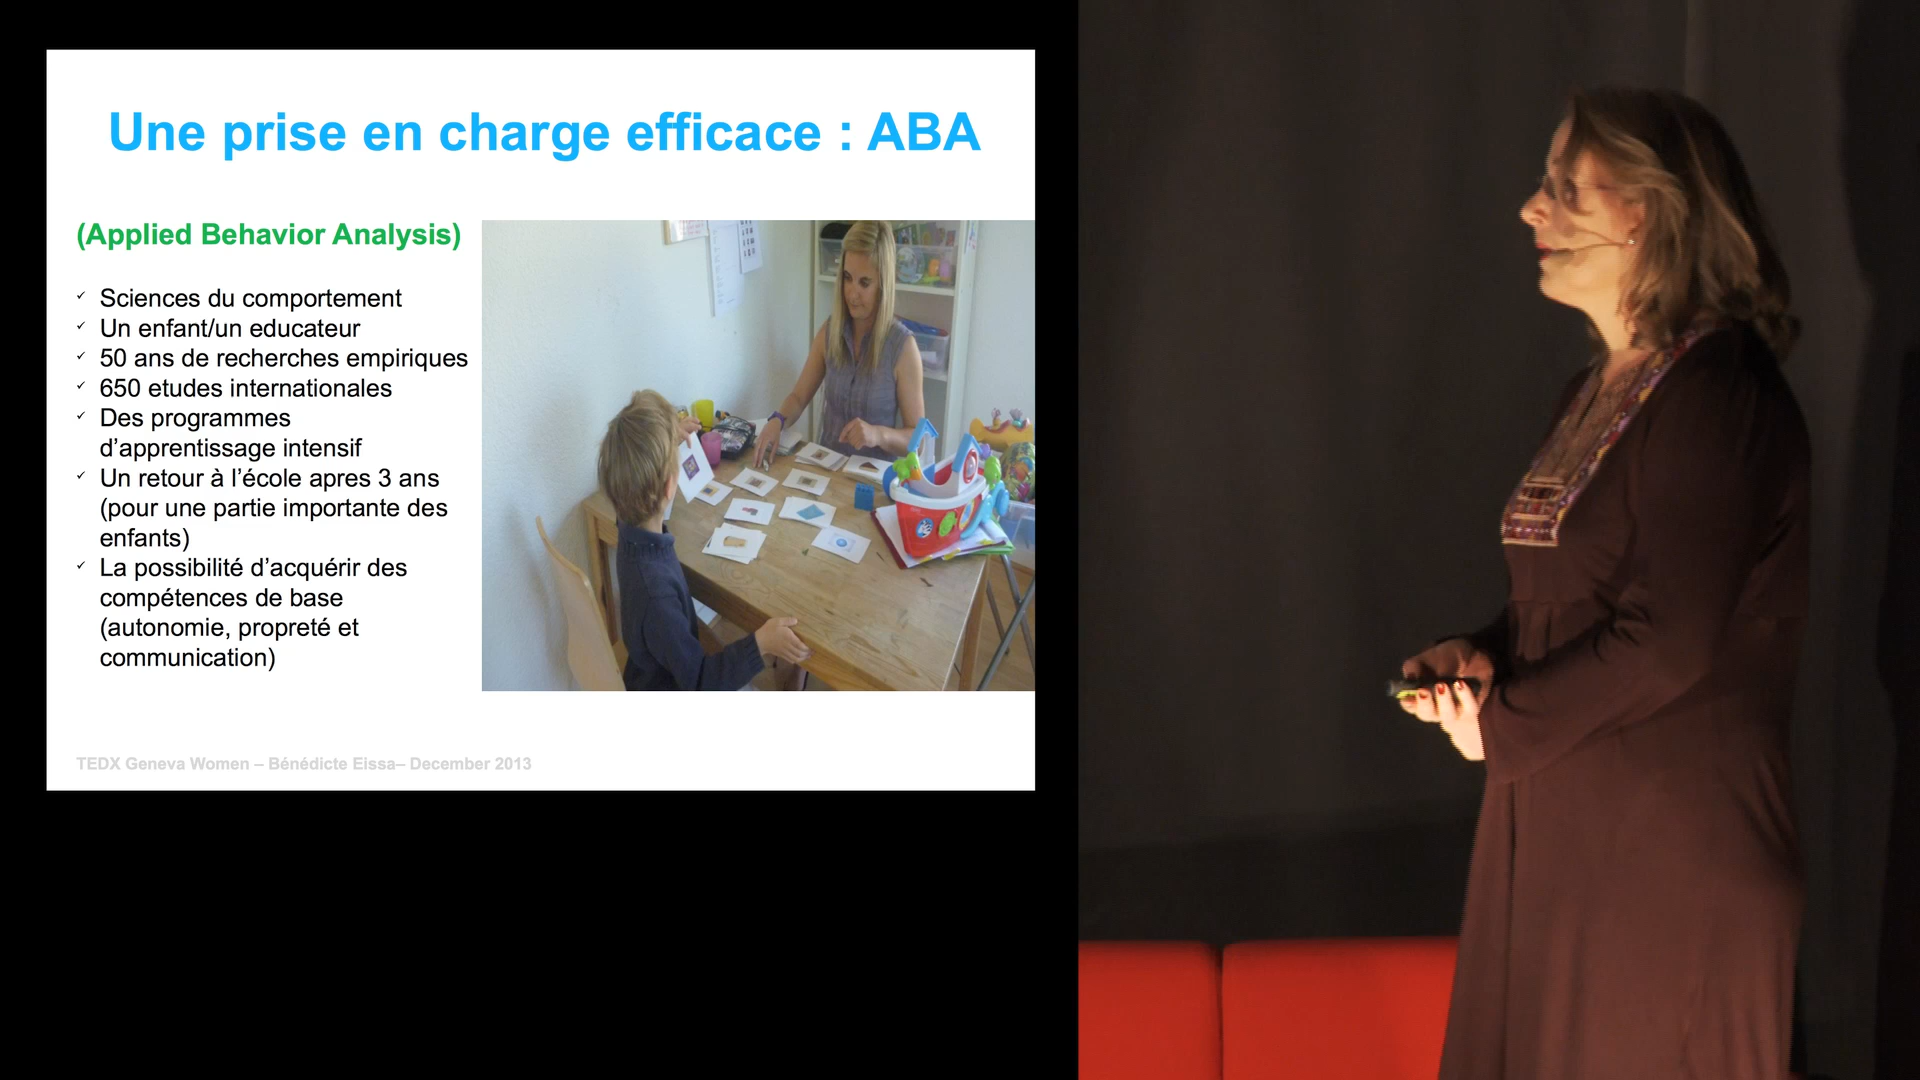 Une prise en charge efficace : ABA
(Applied Behavior Analysis)
✓ Sciences du comportement
✓ Un enfant/un educateur
✓ 50 ans de recherches empiriques
✓ 650 etudes internationales
✓ Des programmes
d’apprentissage intensif
✓ Un retour à l’école apres 3 ans
(pour une partie importante des
enfants)
✓ La possibilité d’acquérir des
compétences de base
(autonomie, propreté et
communication)
TEDX Geneva Women – Bénédicte Eissa– December 2013